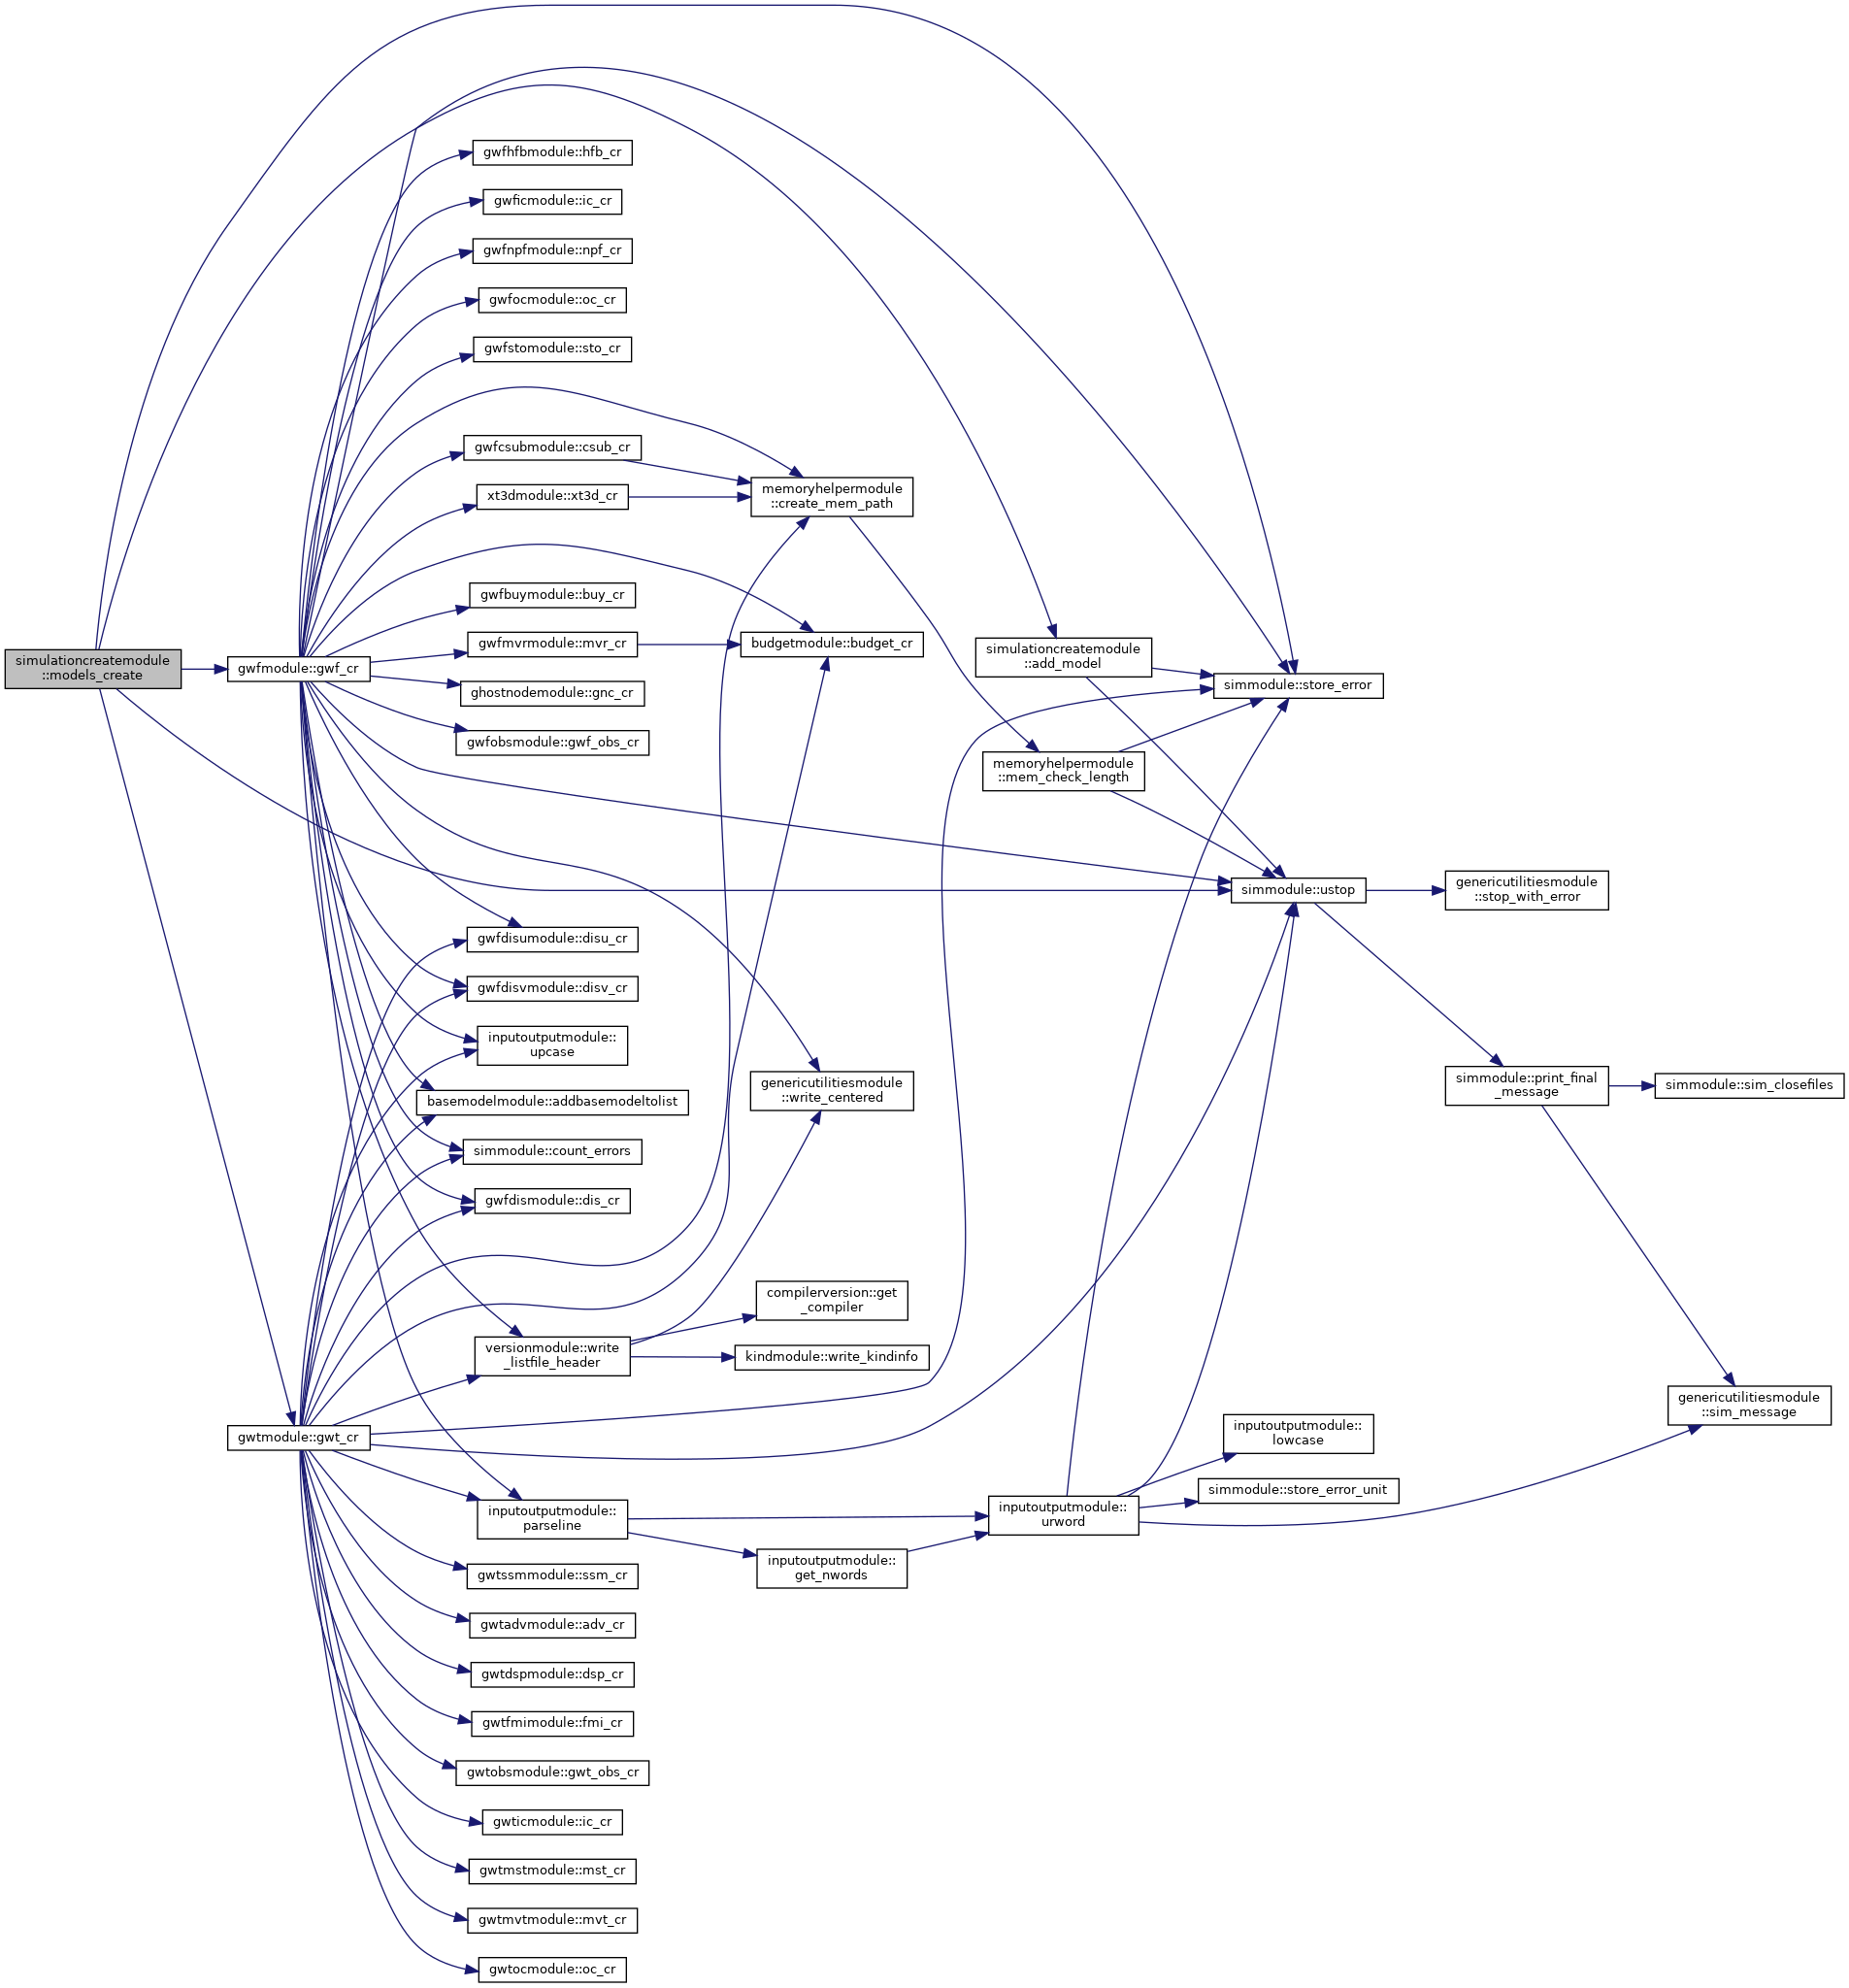 gwfhfbmodule::hfb_cr
gwficmodule::ic_cr
gwfnpfmodule::npf_cr
gwfocmodule::oc_cr
gwfstomodule::sto_cr
gwfcsubmodule::csub_cr
xt3dmodule::xt3d_cr
memoryhelpermodule
::create_mem_path
gwfbuymodule::buy_cr
gwfmvrmodule::mvr_cr
budgetmodule::budget_cr
simulationcreatemodule
::add_model
simulationcreatemodule
::models_create
gwfmodule::gwf_cr
ghostnodemodule::gnc_cr
simmodule::store_error
gwfobsmodule::gwf_obs_cr
memoryhelpermodule
::mem_check_length
simmodule::ustop
genericutilitiesmodule
::stop_with_error
gwfdisumodule::disu_cr
gwfdisvmodule::disv_cr
inputoutputmodule::
upcase
basemodelmodule::addbasemodeltolist
genericutilitiesmodule
::write_centered
simmodule::print_final
_message
simmodule::sim_closefiles
simmodule::count_errors
gwfdismodule::dis_cr
compilerversion::get
_compiler
versionmodule::write
_listfile_header
kindmodule::write_kindinfo
genericutilitiesmodule
::sim_message
gwtmodule::gwt_cr
inputoutputmodule::
lowcase
simmodule::store_error_unit
inputoutputmodule::
parseline
inputoutputmodule::
urword
inputoutputmodule::
get_nwords
gwtssmmodule::ssm_cr
gwtadvmodule::adv_cr
gwtdspmodule::dsp_cr
gwtfmimodule::fmi_cr
gwtobsmodule::gwt_obs_cr
gwticmodule::ic_cr
gwtmstmodule::mst_cr
gwtmvtmodule::mvt_cr
gwtocmodule::oc_cr